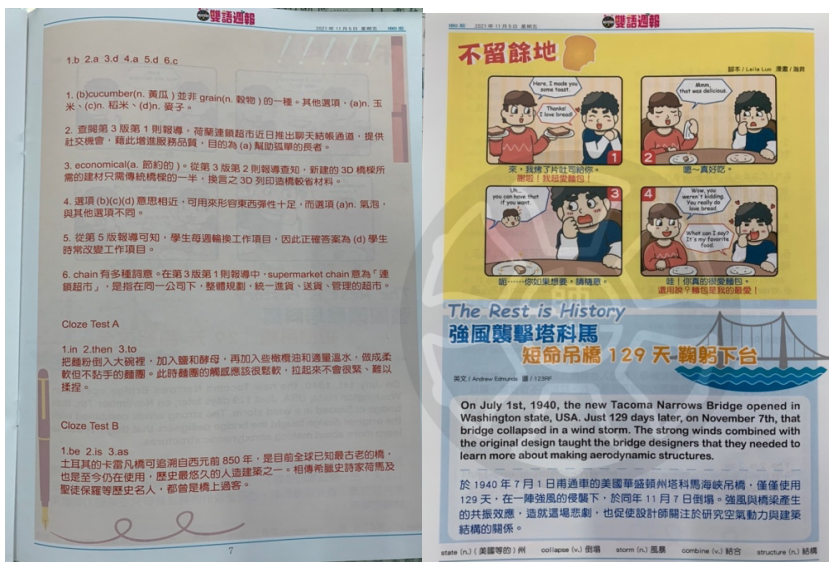 2021年11月5日 星期五
雙語週報
1.b 2.a 3.d 4.a 5.d 6.c
1. (b)cucumber(n. 黃瓜 ) 並非 grain(n. 穀物 ) 的一種。其他選項，(a)n. 玉
米、(c)n. 稻米、(d)n. 麥子。
2. 查閱第 3 版第 1 則報導，荷蘭連鎖超市近日推出聊天結帳通道，提供
社交機會，藉此增進服務品質，目的為 (a) 幫助孤單的長者。
3. economical(a. 節約的 )。從第 3 版第 2 則報導查知，新建的 3D 橋樑所
需的建材只需傳統橋樑的一半，換言之 3D 列印造橋較省材料。
4. 選項 (b)(c)(d) 意思相近，可用來形容東西彈性十足，而選項 (a)n. 氣泡，
與其他選項不同。
5. 從第 5 版報導可知，學生每週輪換工作項目，因此正確答案為 (d) 學生
時常改變工作項目。
6. chain 有多種詞意。在第 3 版第 1 則報導中，supermarket chain 意為「連
鎖超市」，是指在同一公司下，整體規劃、統一進貨、送貨、管理的超市。
Cloze Test A
1.in 2.then 3.to
把麵粉倒入大碗裡，加入鹽和酵母，再加入些橄欖油和適量溫水，做成柔
軟但不黏手的麵團。此時麵團的觸感應該很鬆軟，拉起來不會很緊、難以
揉捏。
Cloze Test B
1.be 2.is 3.as
土耳其的卡雷凡橋可追溯自西元前 850 年，是目前全球已知最古老的橋，
也是至今仍在使用，歷史最悠久的人造建築之一。相傳希臘史詩家荷馬及
聖徒保羅等歷史名人，都曾是橋上過客。
7
2021年11月5日 星期五
雙語週報
不留餘地
腳本 / Leila Luo 漫畫 /
Here, I made you
some toast.
Thanks!
I love bread!
1
來，我烤了片吐司給你。
謝啦！我超愛麵包！
Mmm,
that was delicious.
2
嗯～真好吃。
Uh...
you can have that
if you want.
3
呃⋯⋯你如果想要，請隨意。
Wow, you
weren't kidding.
You really do
love bread.
What can I say?
It's my favorite
food.
4
哇！你真的很愛麵包。
還用說？麵包是我的最愛！
The Rest is History
強風襲擊塔科馬
短命吊橋 129 天 鞠躬下台
英文 / Andrew Edmunds 圖 / 123RF
On July 1st, 1940, the new Tacoma Narrows Bridge opened in
Washington state, USA. Just 129 days later, on November 7th, that
bridge collapsed in a wind storm. The strong winds combined with
the original design taught the bridge designers that they needed to
learn more about making aerodynamic structures.
於 1940 年 7 月 1 日甫通車的美國華盛頓州塔科馬海峽吊橋，僅僅使用
129 天，在一陣強風的侵襲下，於同年 11 月 7 日倒塌。強風與橋梁產生
的共振效應，造就這場悲劇，也促使設計師關注於研究空氣動力與建築
結構的關係。
state (n.) ( 美國等的 ) 州 collapse (v.) 倒塌 storm (n.) 風暴 combine (v.) 結合 structure (n.) 結構